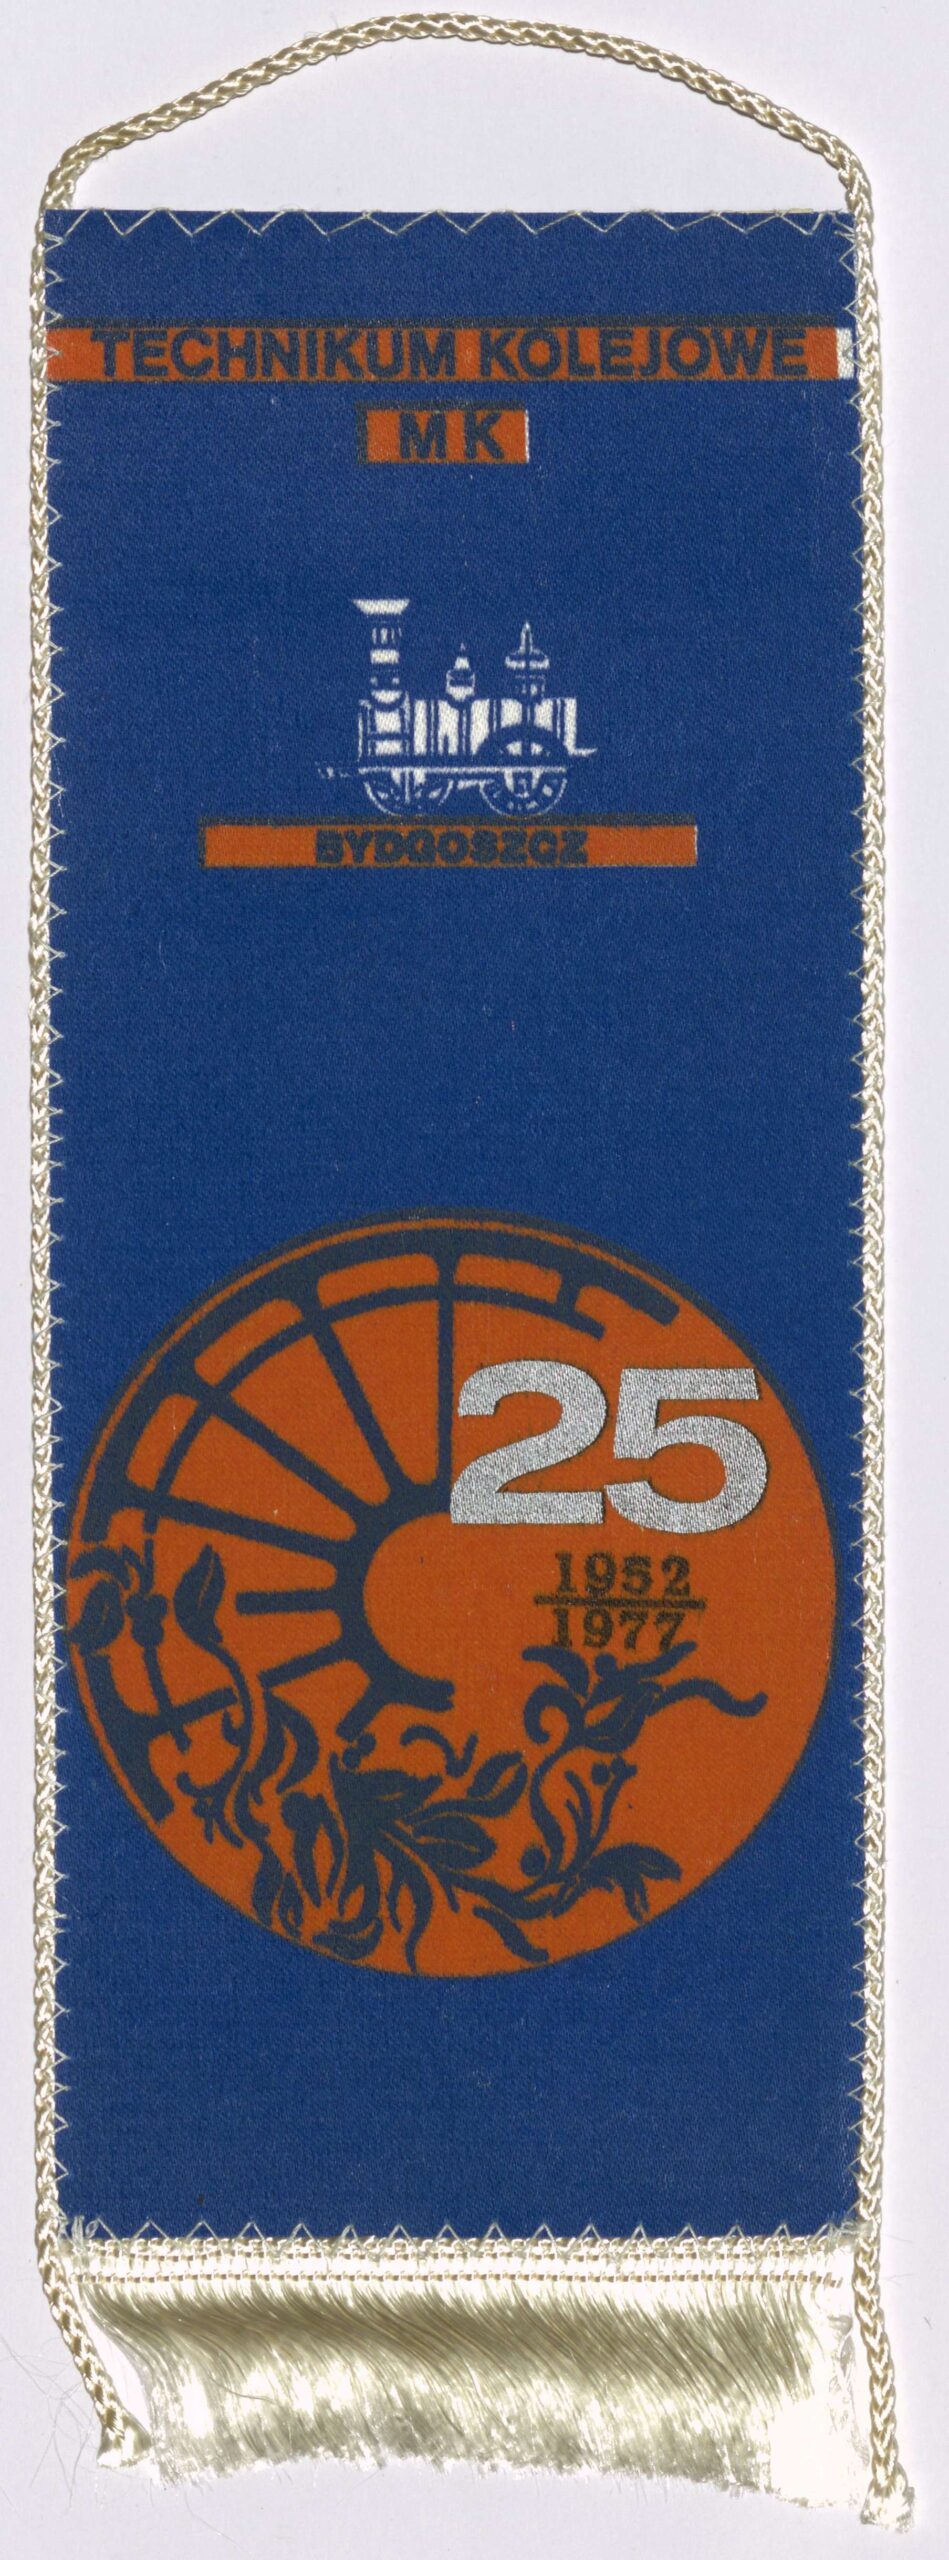 TECHNIKUM KOLEJOWE
MK
BYDGOSZCZ
25
1952
1977